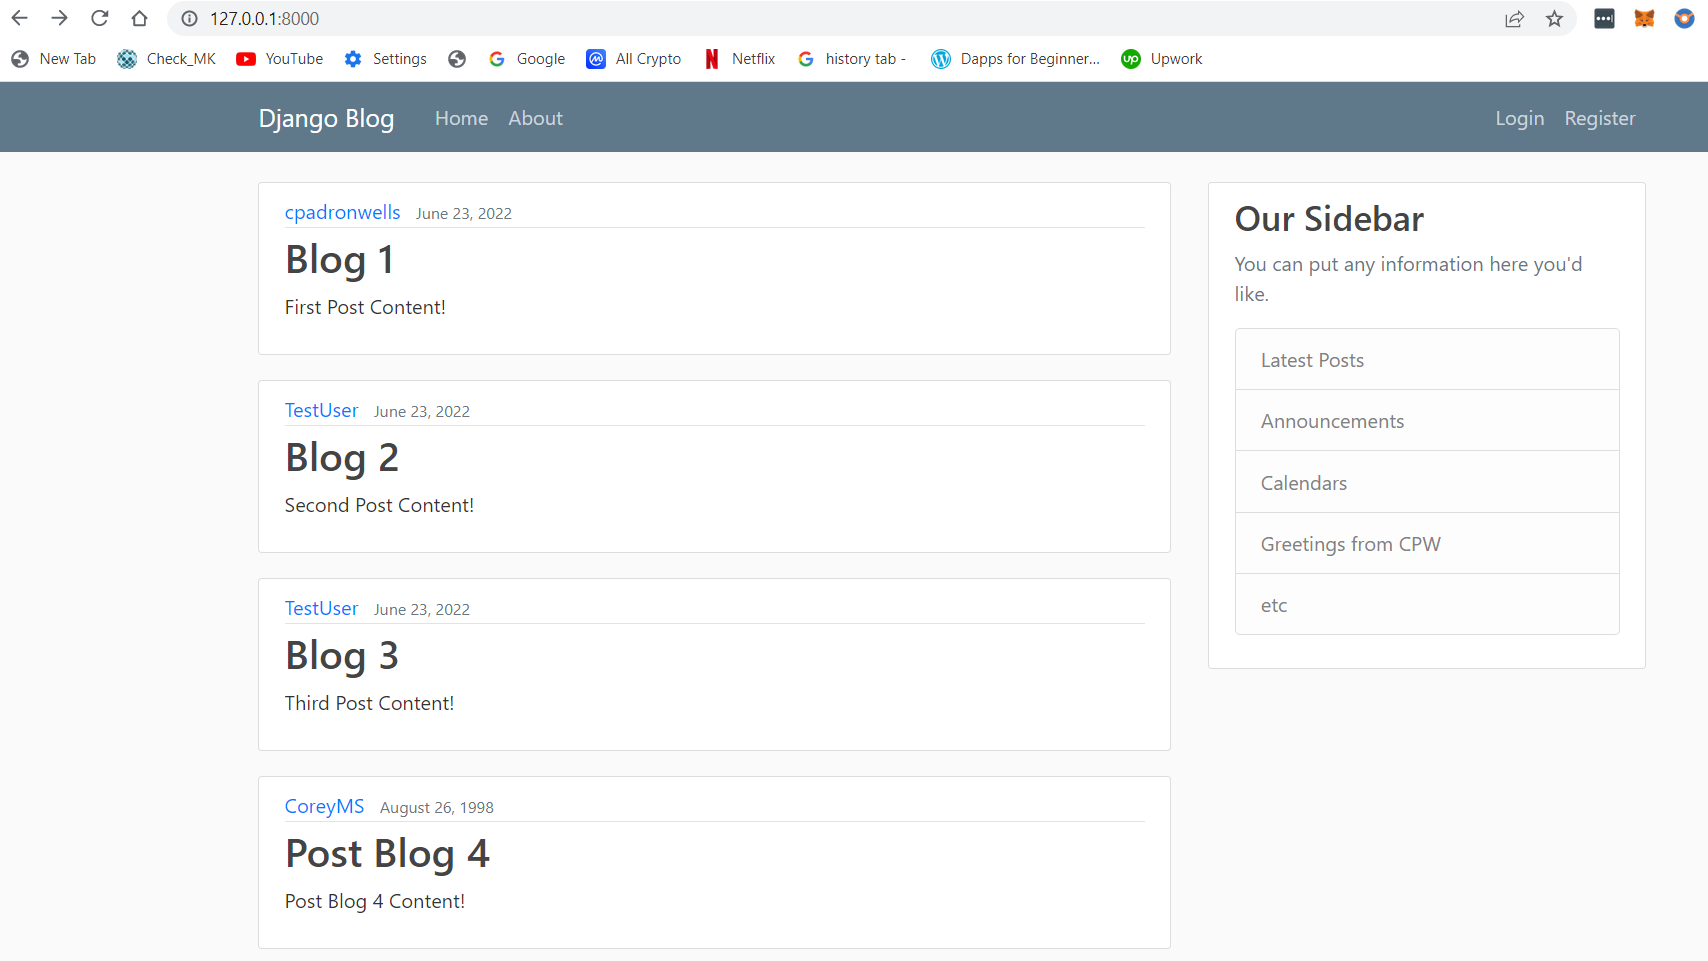 127.0.0.1:8000
New Tab Check_MK YouTube Settings Google All Crypto Netflix history tab - Dapps for Beginner... Upwork
Django Blog Home About Login Register
cpadronwells June 23, 2022
Blog 1
First Post Content!
TestUser June 23, 2022
Blog 2
Second Post Content!
TestUser June 23, 2022
Blog 3
Third Post Content!
CoreyMS August 26, 1998
Post Blog 4
Post Blog 4 Content!
Our Sidebar
You can put any information here you'd
like.
Latest Posts
Announcements
Calendars
Greetings from CPW
etc